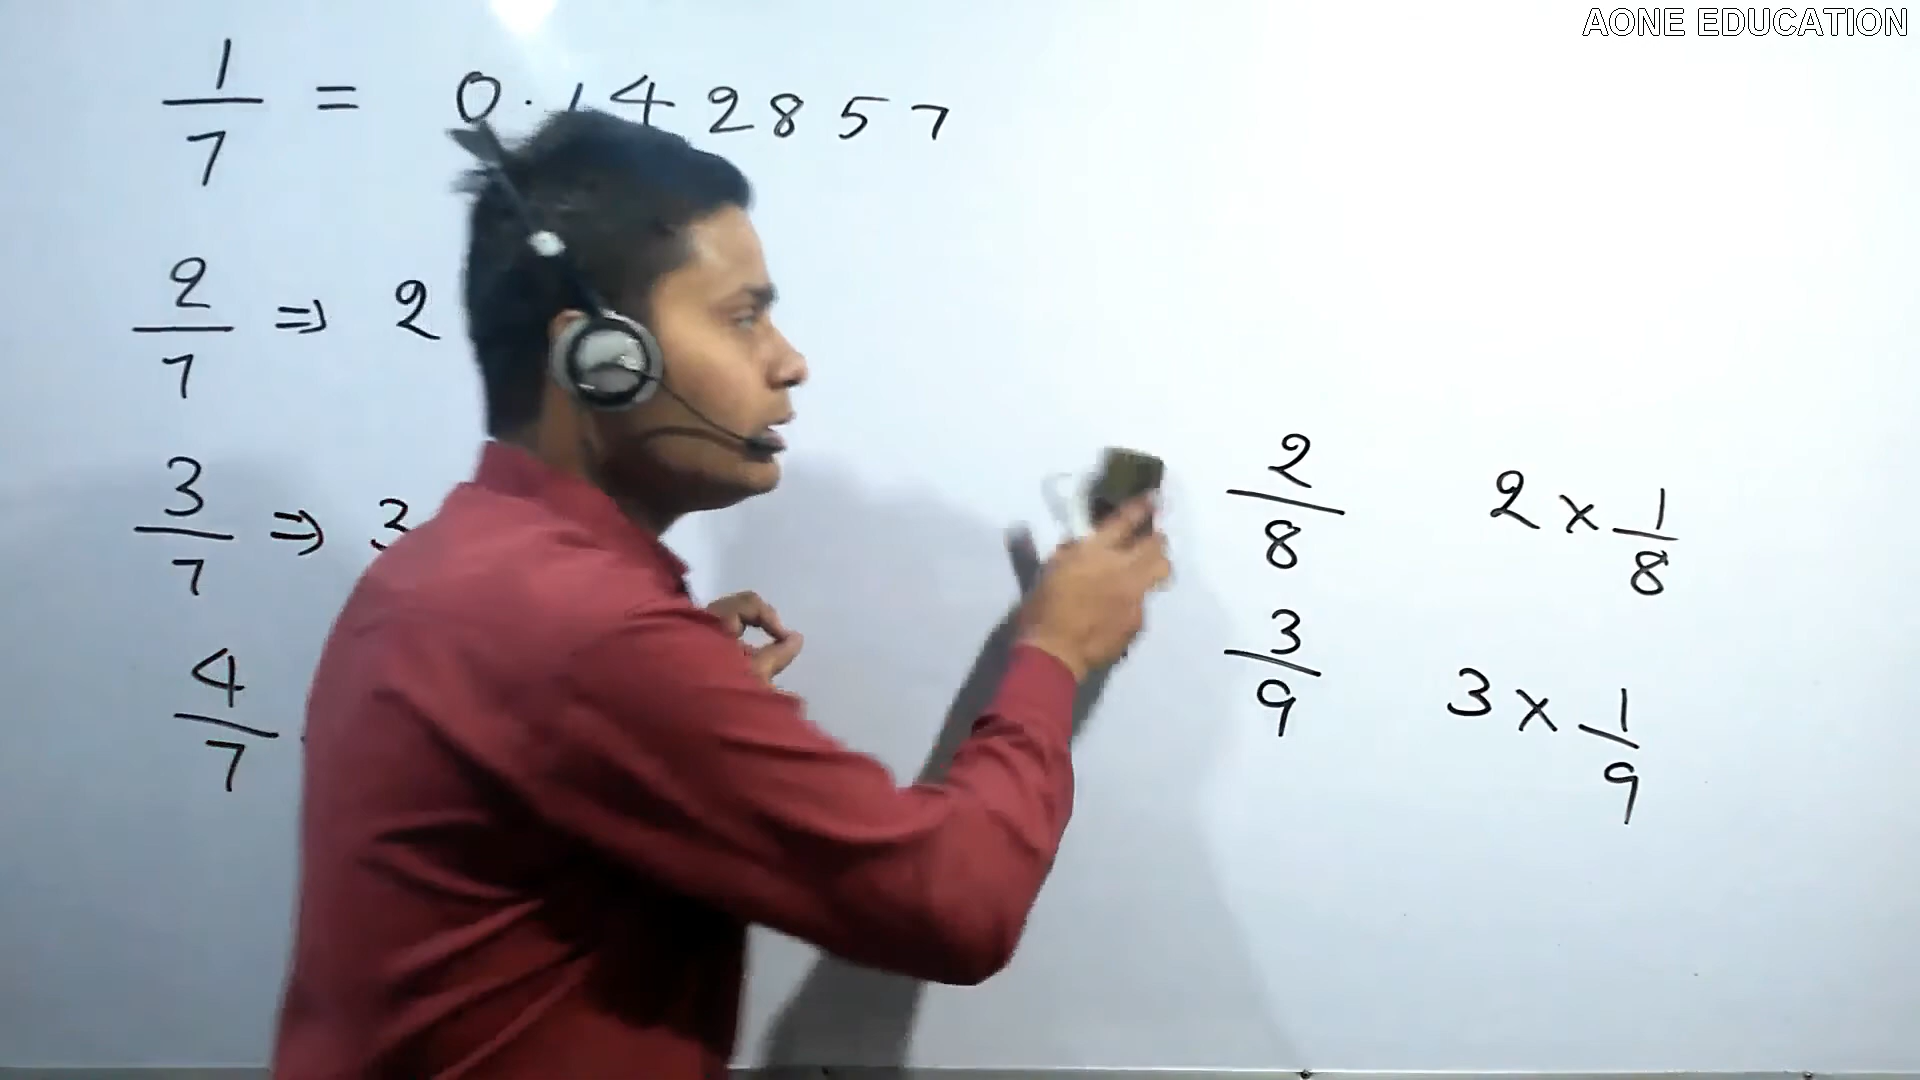 AONE EDUCATION
1/7 = 0.142857
2/7 ⇒ 2
3/7 ⇒ 3
4/7
2/8 2 × 1/8
3/9 3 × 1/9